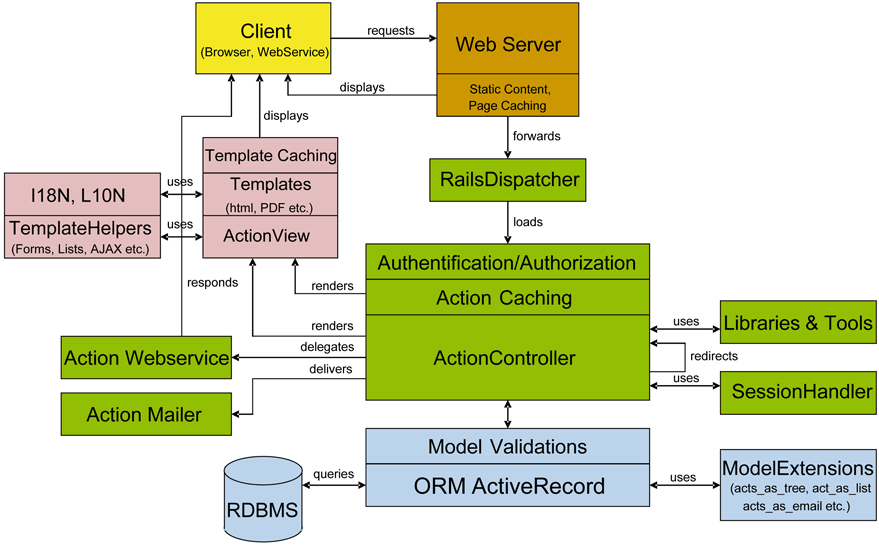 Client
(Browser, WebService)
requests
Web Server
displays
Static Content,
Page Caching
displays
forwards
Template Caching
RailsDispatcher
I18N, L10N
uses
Templates
(html, PDF etc.)
TemplateHelpers
(Forms, Lists, AJAX etc.)
uses
ActionView
loads
Authentification/Authorization
responds
renders
Action Caching
renders
uses
Libraries & Tools
Action Webservice
delegates
ActionController
redirects
delivers
uses
SessionHandler
Action Mailer
Model Validations
RDBMS
queries
ORM ActiveRecord
uses
ModelExtensions
(acts_as_tree, act_as_list
acts_as_email etc.)